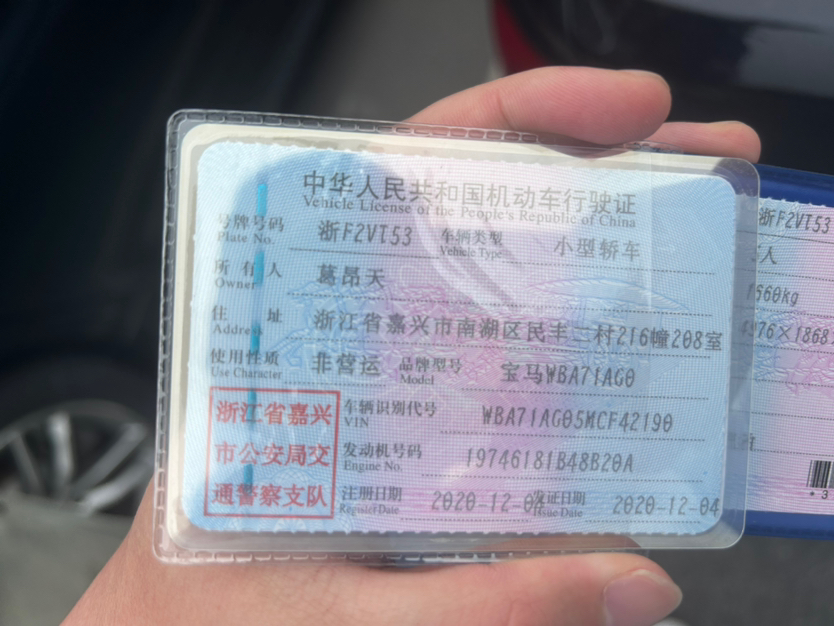 中华人民共和国机动车行驶证
Vehicle License of the People's Republic of China
号牌号码 浙F2VT53 车辆类型 小型轿车
Plate No. Vehicle Type
所有人 葛昂天
Owner
住址 浙江省嘉兴市南湖区民丰二村216幢208室
Address
使用性质 非营运 品牌型号 宝马WBA71AG0
Use Character Model
浙江省嘉兴
市公安局交
通警察支队
车辆识别代号 WBA71AG05MCF42190
VIN
发动机号码 19746181B48B20A
Engine No.
注册日期 2020-12-0 发证日期 2020-12-04
Register Date Issue Date
浙F2VT53
人
1560kg
976×1868